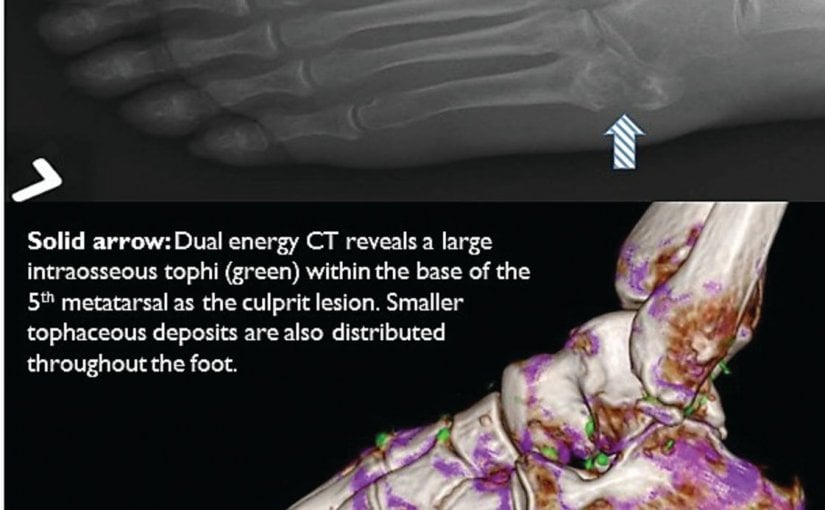 Solid arrow: Dual energy CT reveals a large
intraosseous tophi (green) within the base of the
5th metatarsal as the culprit lesion. Smaller
tophaceous deposits are also distributed
throughout the foot.